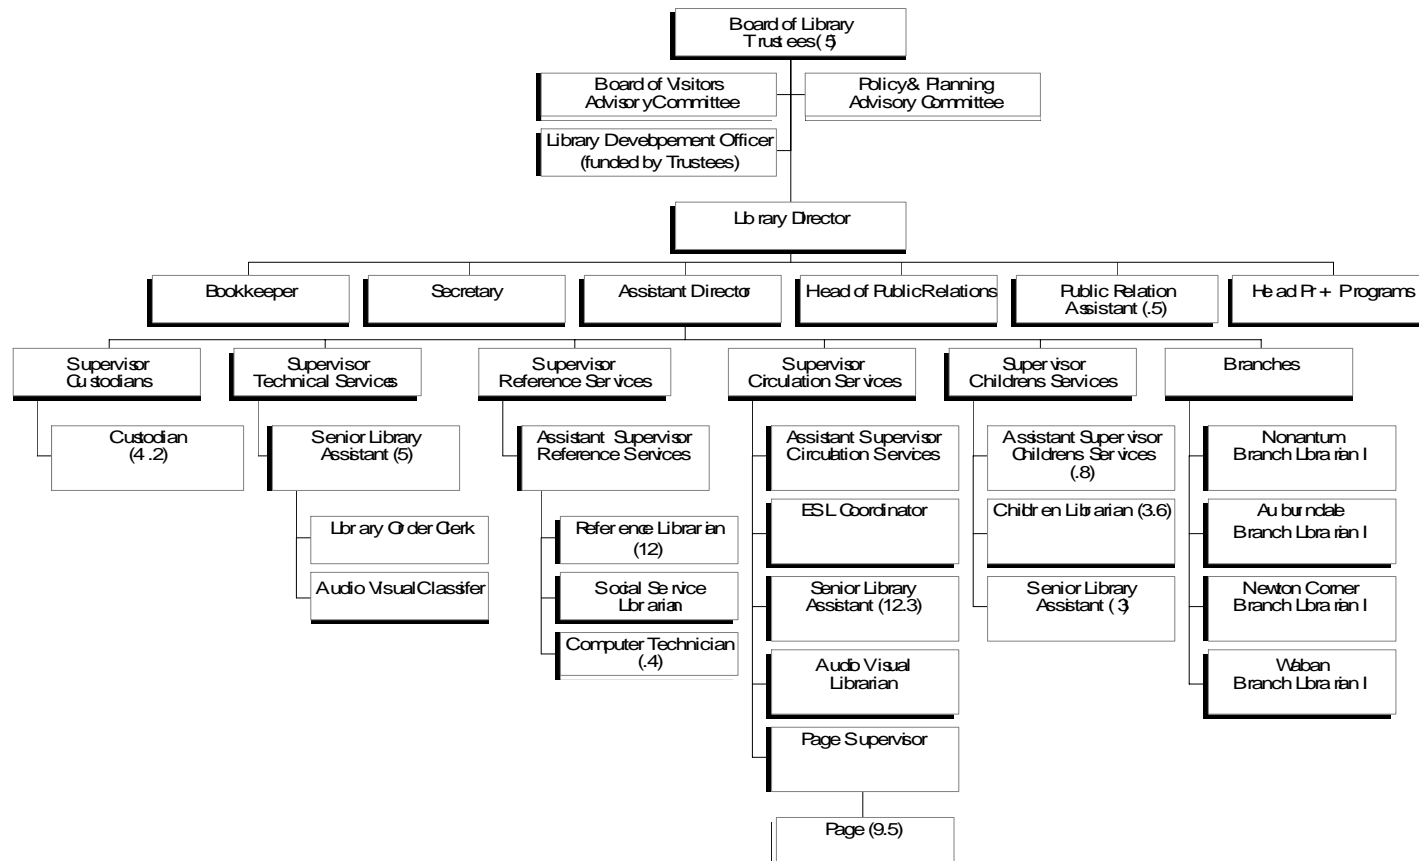 Board of Library
Trustees (5)
Board of Visitors
Advisory Committee
Policy & Planning
Advisory Committee
Library Developement Officer
(funded by Trustees)
Library Director
Bookkeeper
Secretary
Assistant Director
Head of Public Relations
Public Relation
Assistant (.5)
Head Pr + Programs
Supervisor
Custodians
Supervisor
Technical Services
Supervisor
Reference Services
Supervisor
Circulation Services
Supervisor
Childrens Services
Branches
Custodian
(4.2)
Senior Library
Assistant (5)
Library Order Clerk
Audio Visual Classifer
Assistant Supervisor
Reference Services
Reference Librarian
(12)
Social Service
Librarian
Computer Technician
(.4)
Assistant Supervisor
Circulation Services
ESL Coordinator
Senior Library
Assistant (12.3)
Audio Visual
Librarian
Page Supervisor
Page (9.5)
Assistant Supervisor
Childrens Services
(.8)
Children Librarian (3.6)
Senior Library
Assistant (3)
Nonantum
Branch Librarian I
Auburndale
Branch Librarian I
Newton Corner
Branch Librarian I
Waban
Branch Librarian I